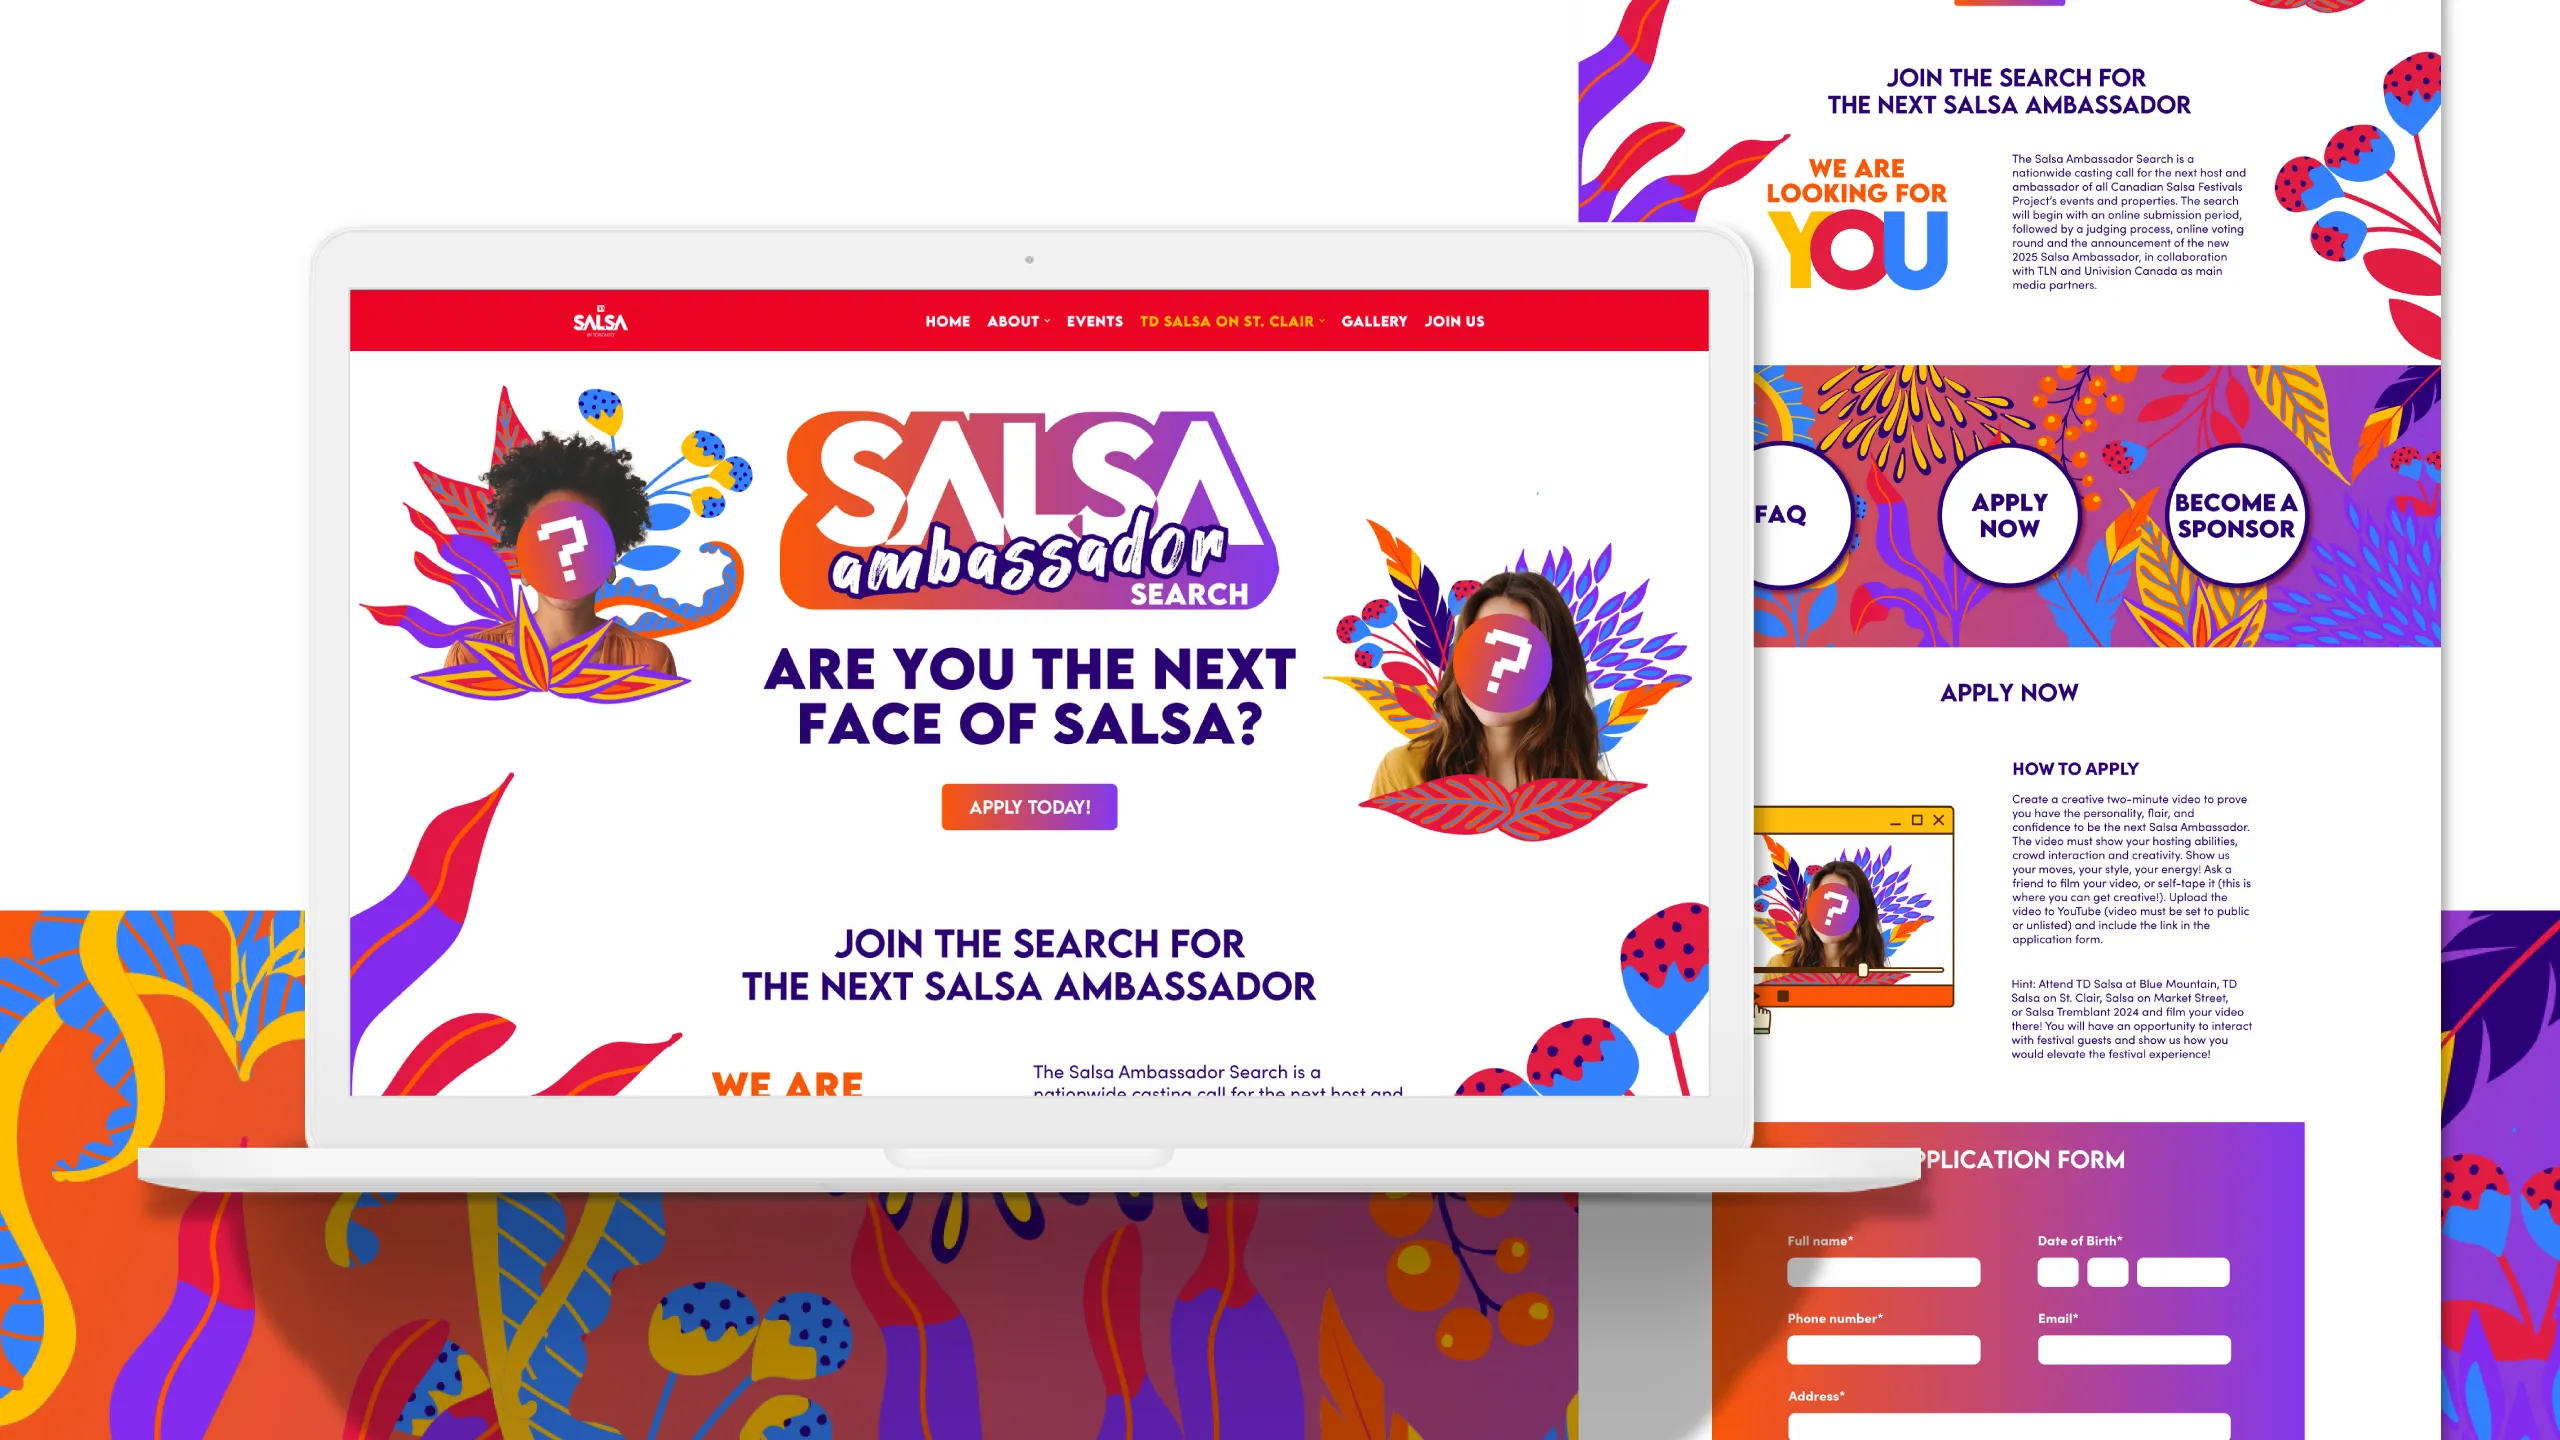 SALSA
IN TORONTO
HOME ABOUT EVENTS TD SALSA ON ST. CLAIR GALLERY JOIN US
SALSA
ambassador
SEARCH
ARE YOU THE NEXT
FACE OF SALSA?
APPLY TODAY!
?
?
JOIN THE SEARCH FOR
THE NEXT SALSA AMBASSADOR
WE ARE
The Salsa Ambassador Search is a
nationwide casting call for the next host and
JOIN THE SEARCH FOR
THE NEXT SALSA AMBASSADOR
WE ARE
LOOKING FOR
YOU
The Salsa Ambassador Search is a
nationwide casting call for the next host and
ambassador of all Canadian Salsa Festivals
Project's events and properties. The search
will begin with an online submission period,
followed by a judging process, online voting
round and the announcement of the new
2025 Salsa Ambassador, in collaboration
with TLN and Univision Canada as main
media partners.
FAQ
APPLY
NOW
BECOME A
SPONSOR
APPLY NOW
?
HOW TO APPLY
Create a creative two-minute video to prove
you have the personality, flair, and
confidence to be the next Salsa Ambassador.
The video must show your hosting abilities,
crowd interaction and creativity. Show us
your moves, your style, your energy! Ask a
friend to film your video, or self-tape it (this is
where you can get creative!). Upload the
video to YouTube (video must be set to public
or unlisted) and include the link in the
application form.
Hint: Attend TD Salsa at Blue Mountain, TD
Salsa on St. Clair, Salsa on Market Street,
or Salsa Tremblant 2024 and film your video
there! You will have an opportunity to interact
with festival guests and show us how you
would elevate the festival experience!
PPLICATION FORM
Full name*
Date of Birth*
Phone number*
Email*
Address*